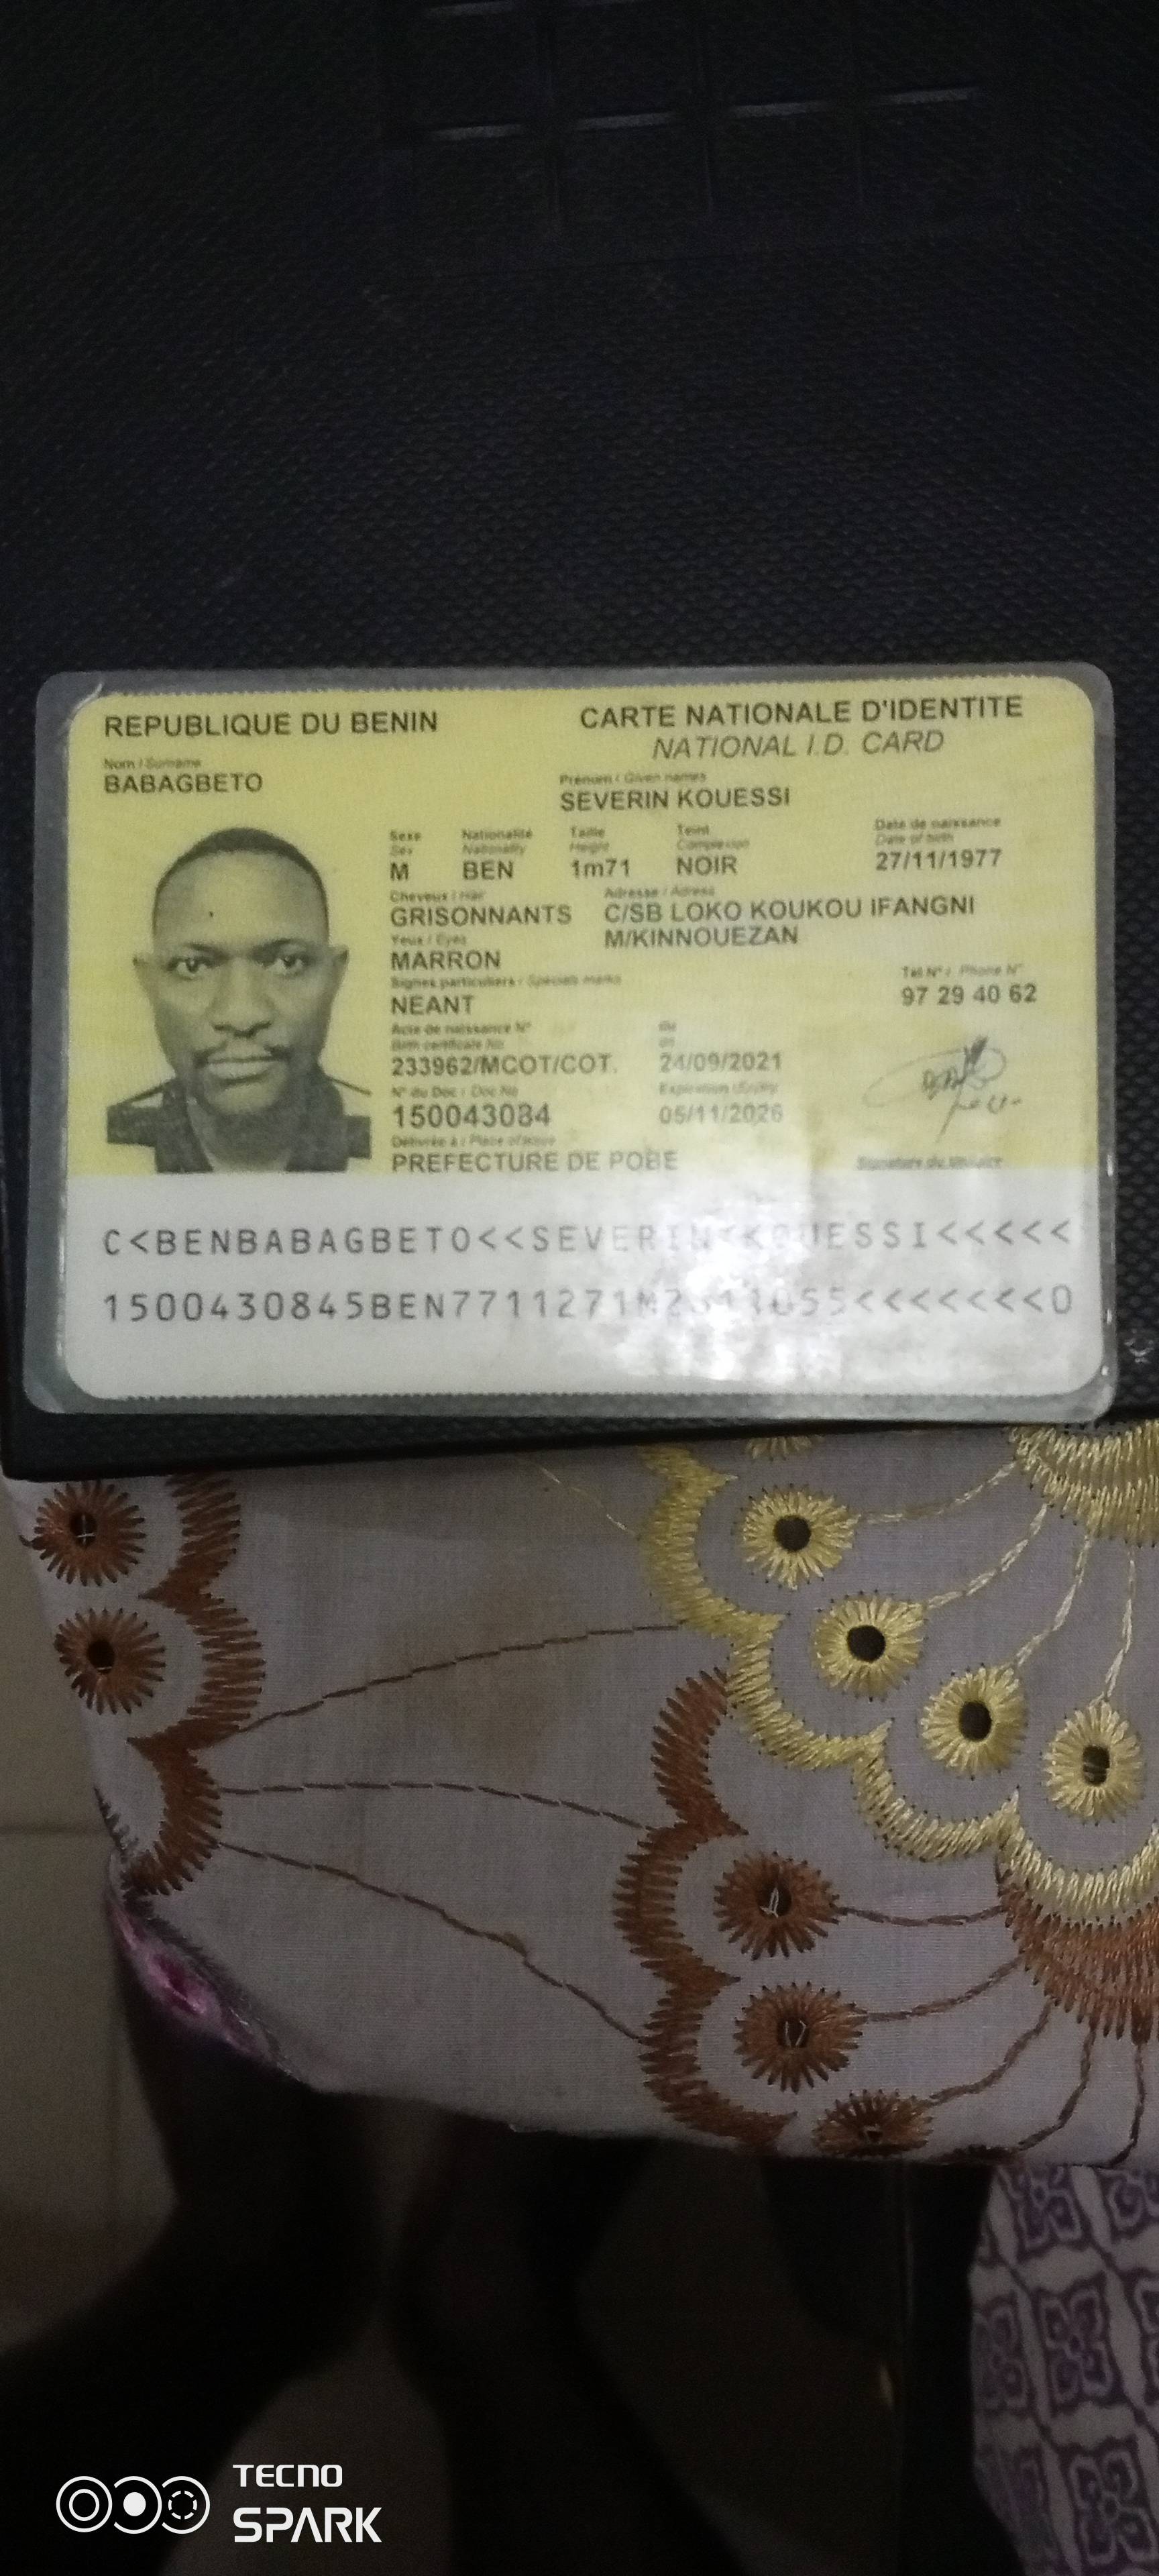 REPUBLIQUE DU BENIN
CARTE NATIONALE D'IDENTITE
NATIONAL I.D. CARD
Nom / Surname
BABAGBETO
Prénom / Given names
SEVERIN KOUESSI
Sexe Nationalité Taille Teint Date de naissance
Sex Nationality Height Complexion Date of birth
M BEN 1m71 NOIR 27/11/1977
Cheveux / Hair Adresse / Adress
GRISONNANTS C/SB LOKO KOUKOU IFANGNI
M/KINNOUEZAN
Yeux / Eyes
MARRON
Signes particuliers / Specials marks
NEANT
Tél N° / Phone N°
97 29 40 62
Acte de naissance N° du
Birth certificate No on
233962/MCOT/COT. 24/09/2021
N° du Doc / Doc No Expiration
150043084 05/11/2026
Délivrée à / Place of issue
PREFECTURE DE POBE
Signature du titulaire
C<BENBABAGBETO<<SEVERIN<KOUESSI<<<<<
1500430845BEN7711271M2611055<<<<<<<0
TECNO
SPARK